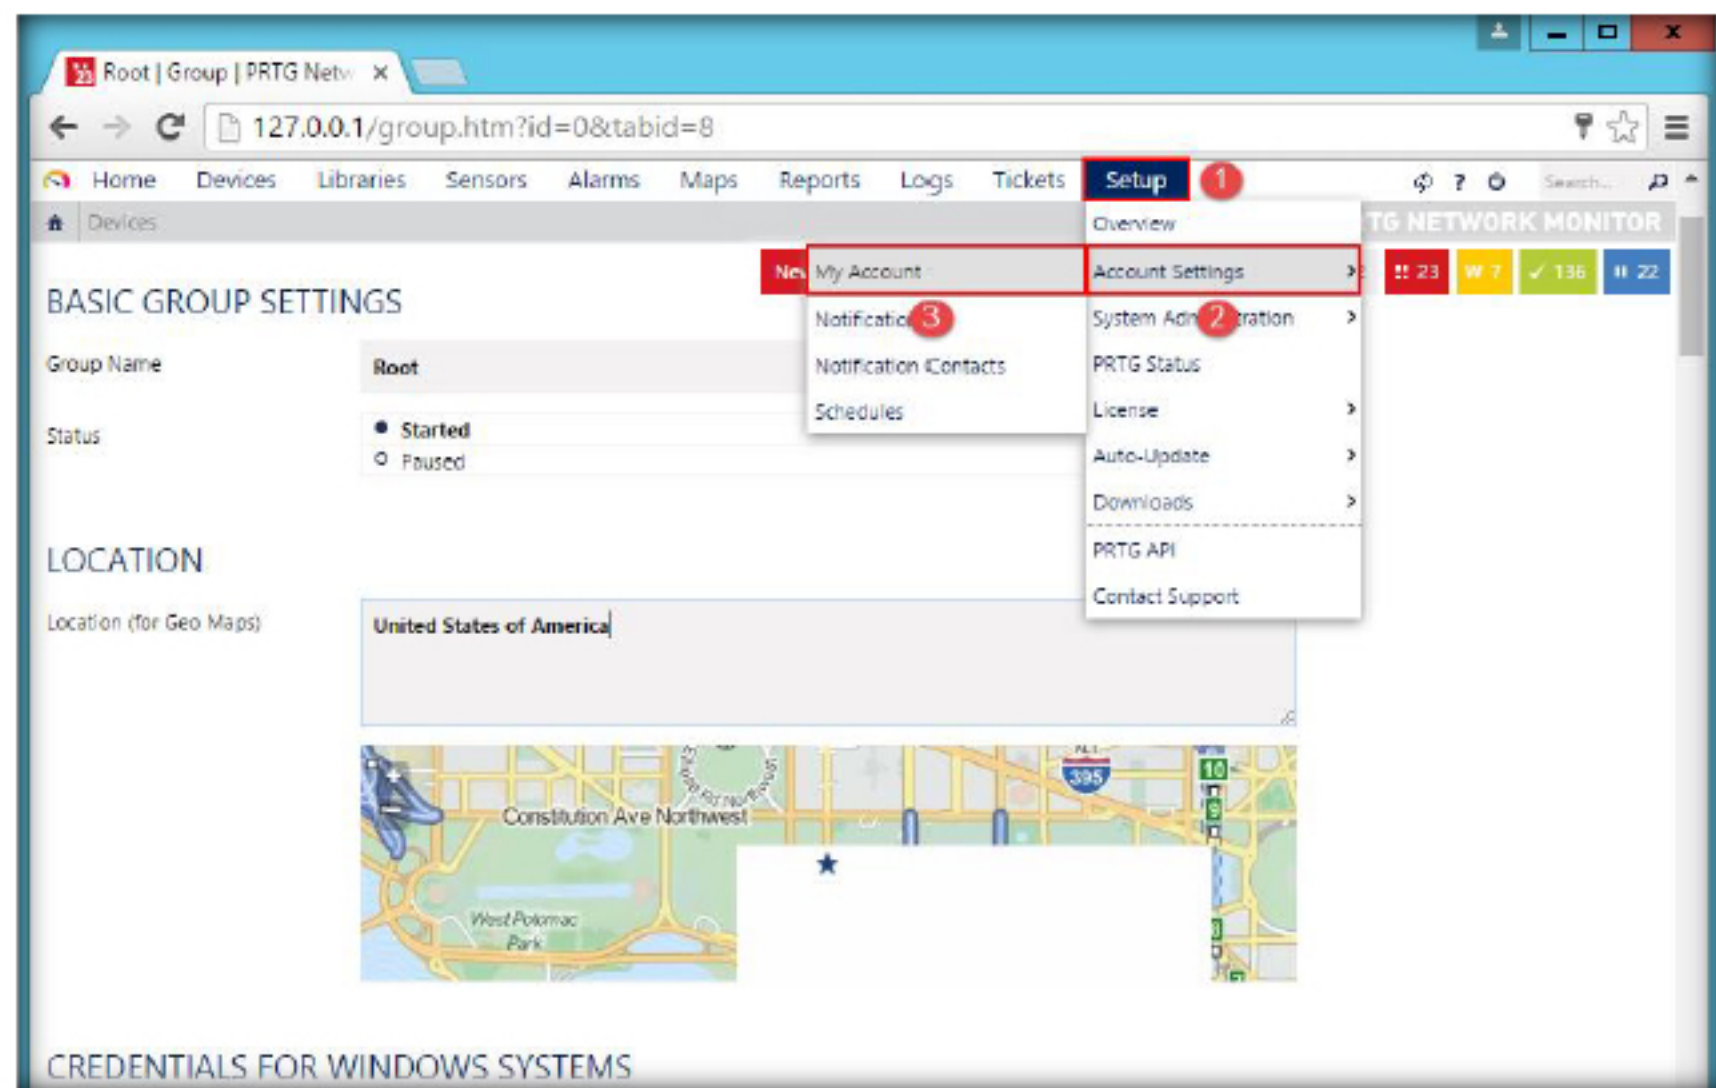 Root | Group | PRTG Netw
127.0.0.1/group.htm?id=0&tabid=8
Home Devices Libraries Sensors Alarms Maps Reports Logs Tickets Setup 1 ? Search...
Devices
Overview
TG NETWORK MONITOR
New
My Account
Account Settings
!! 23
W 7
136
22
BASIC GROUP SETTINGS
3
System Adm
2
tration
Group Name
Root
Notification Contacts
PRTG Status
Schedules
License
Status
Started
Paused
Auto-Update
Downloads
LOCATION
PRTG API
Contact Support
Location (for Geo Maps)
United States of America
395
10
9
Constitution Ave Northwest
West Potomac
Park
CREDENTIALS FOR WINDOWS SYSTEMS